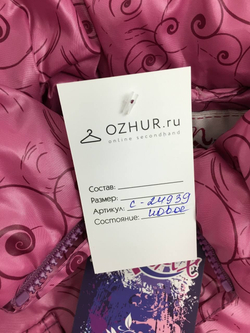 OZHUR.ru
online secondhand
Состав:
Размер:
Артикул: с-24939
Состояние: новое